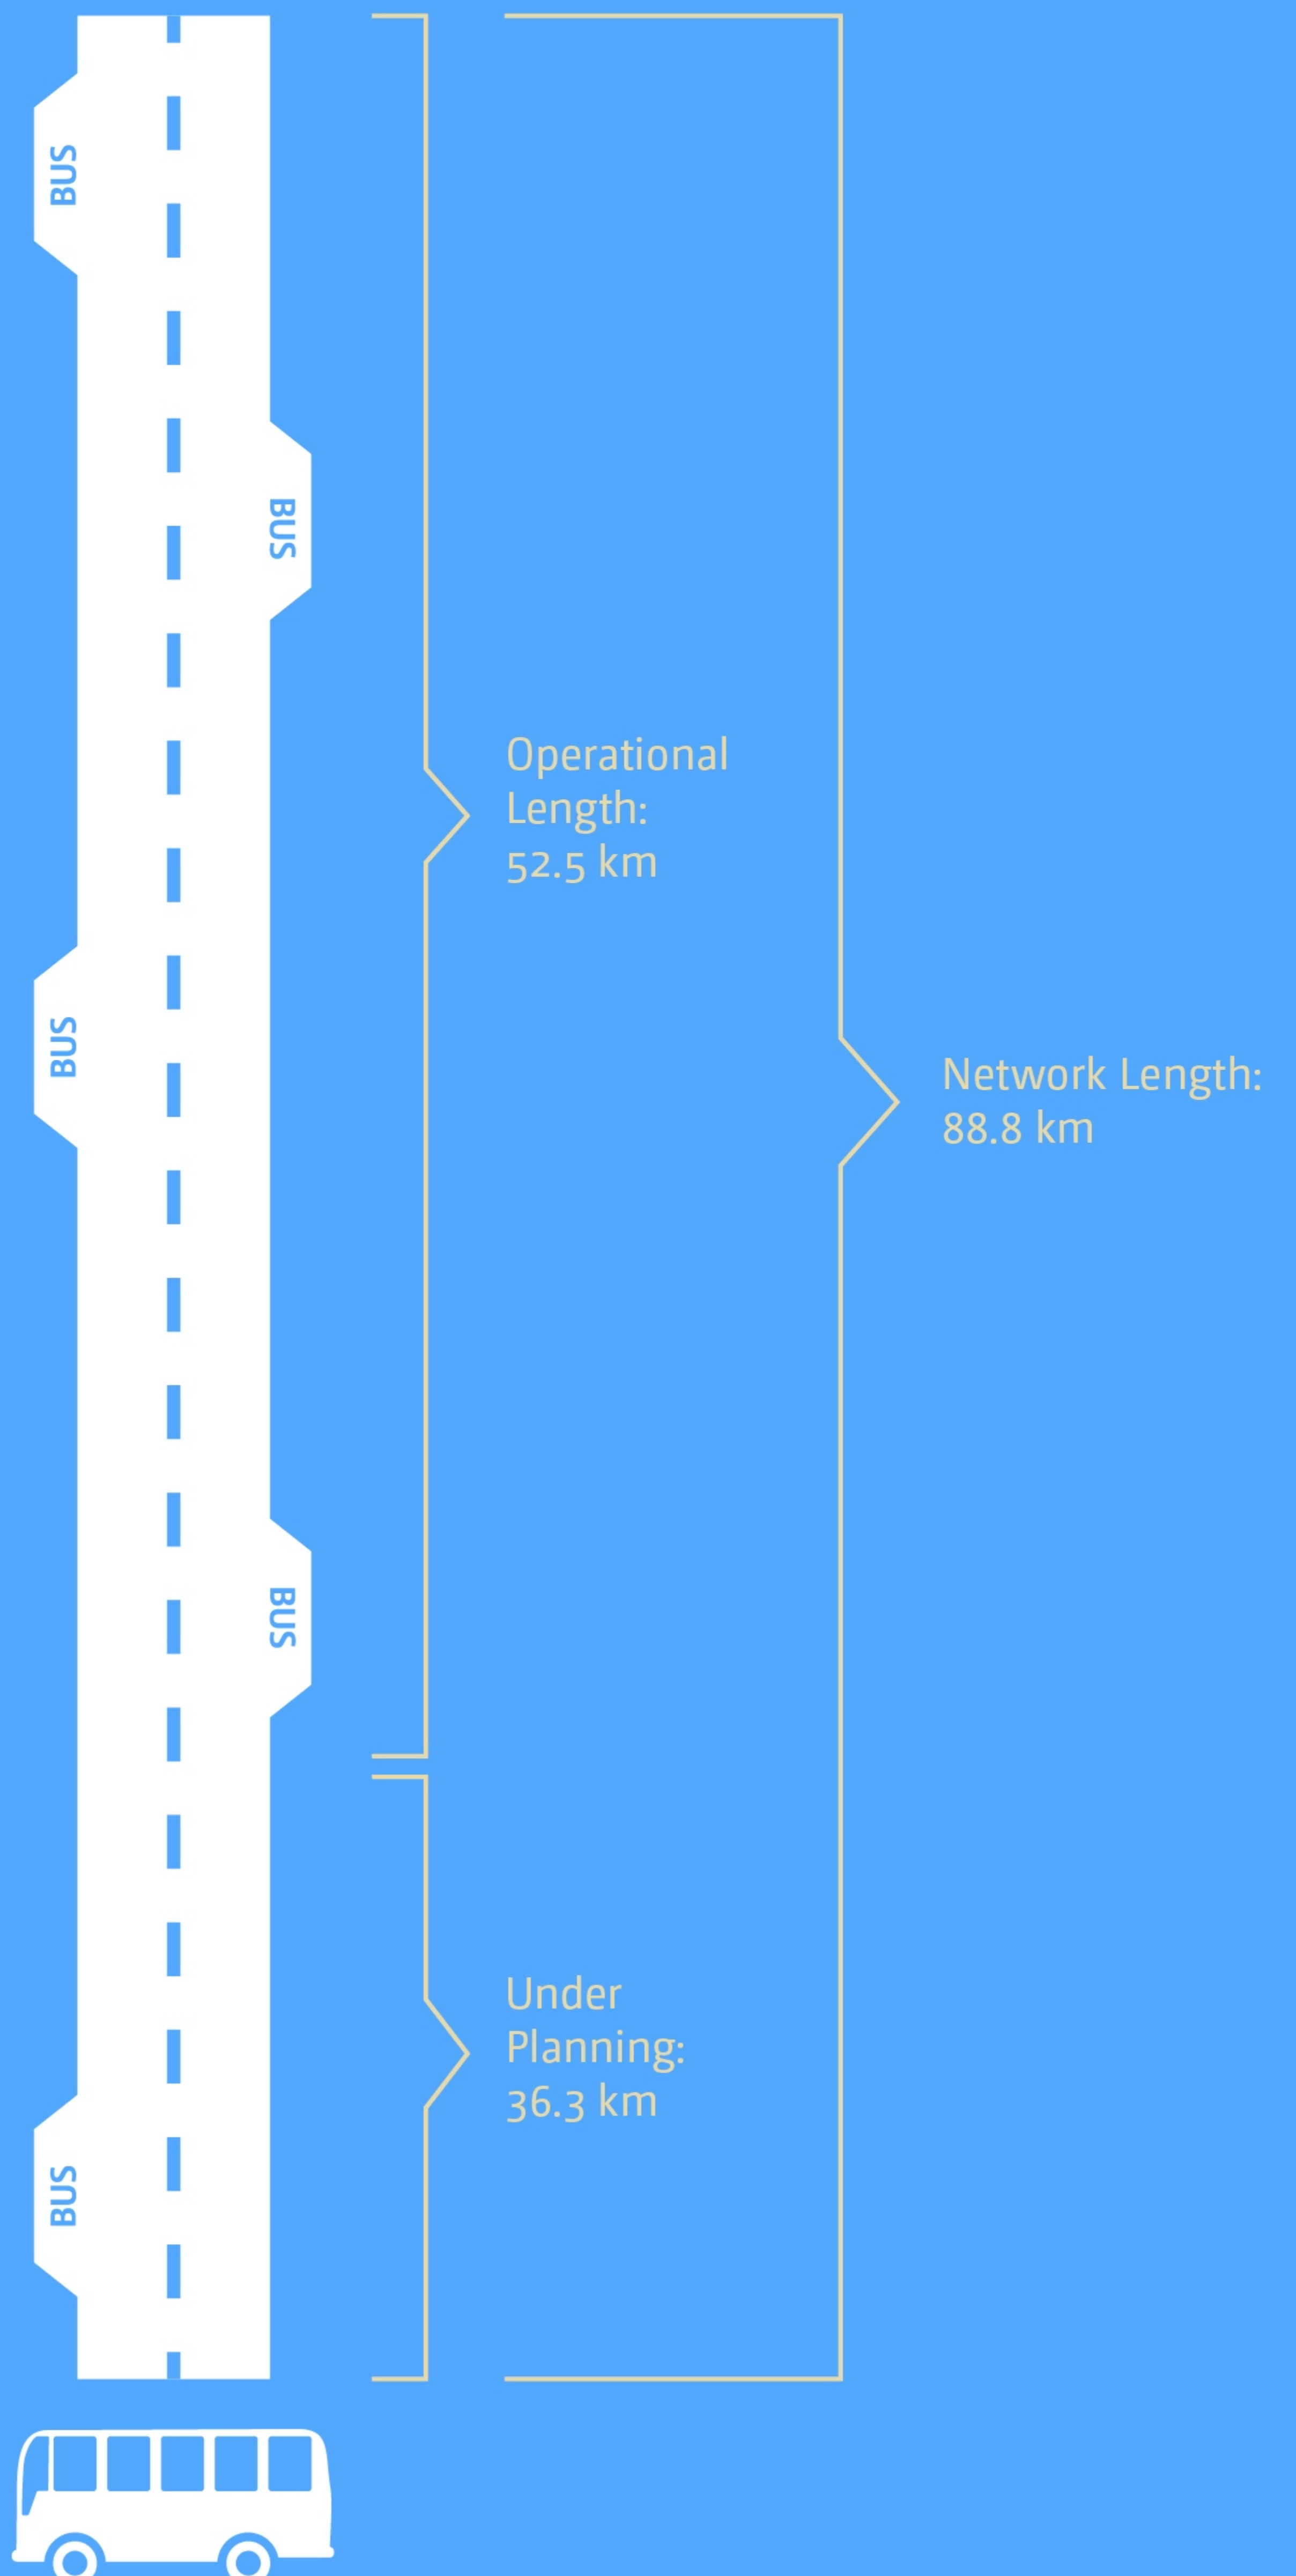 BUS
BUS
Operational
Length:
52.5 km
BUS
Network Length:
88.8 km
BUS
Under
Planning:
36.3 km
BUS